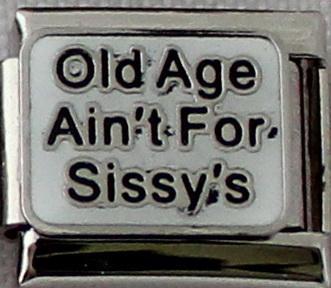 Old Age
Ain't For
Sissy's